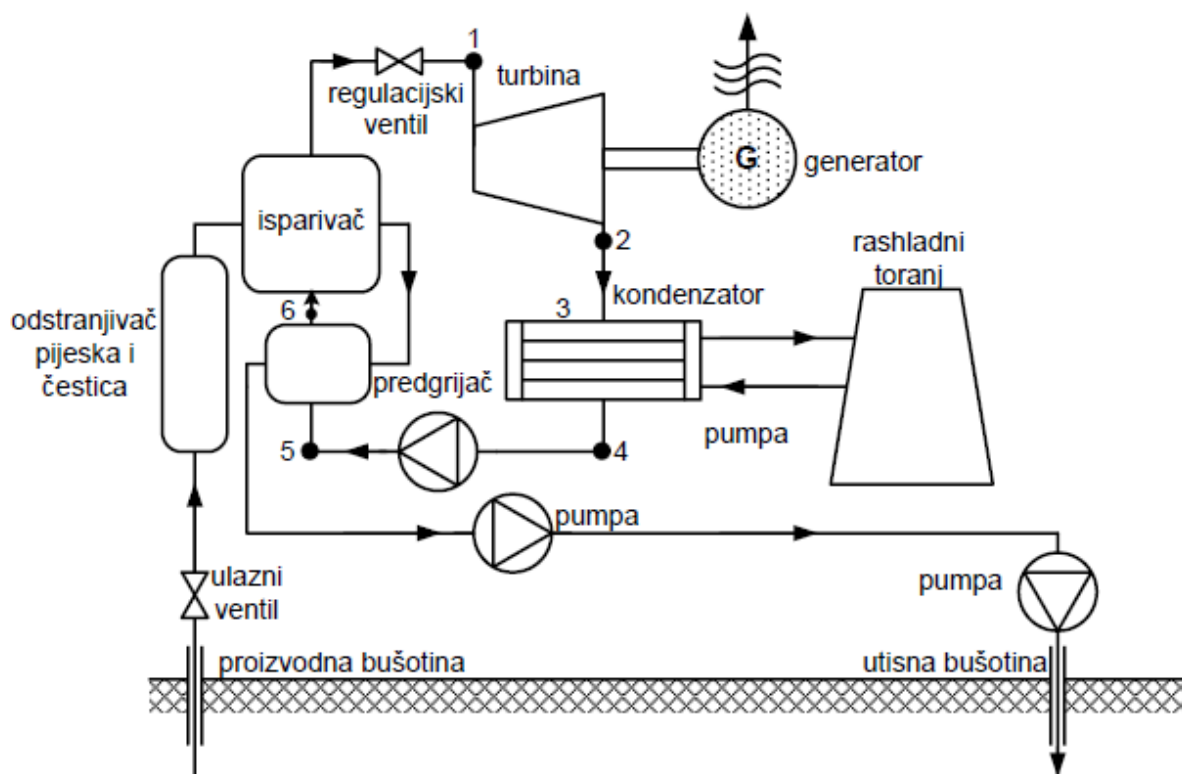 1
turbina
regulacijski
ventil
G
generator
isparivač
2
rashladni
toranj
kondenzator
3
6
odstranjivač
pijeska i
čestica
predgrijač
pumpa
5
4
pumpa
ulazni
ventil
pumpa
proizvodna bušotina
utisna bušotina